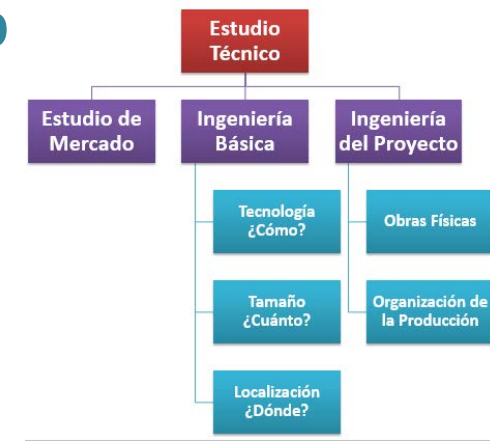 Estudio
Técnico
Estudio de
Mercado
Ingeniería
Básica
Ingeniería
del Proyecto
Tecnología
¿Cómo?
Tamaño
¿Cuánto?
Localización
¿Dónde?
Obras Físicas
Organización de
la Producción